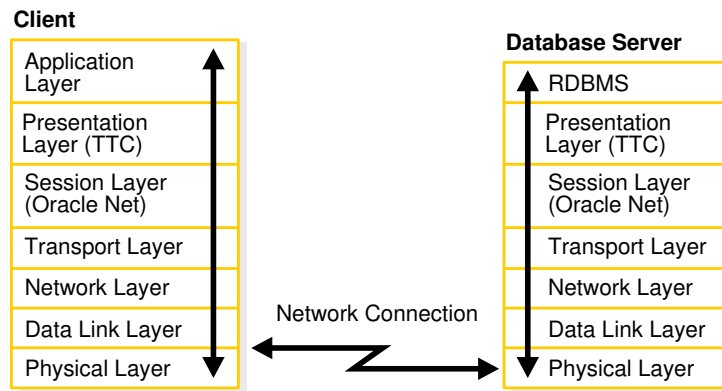 Client
Application
Layer
Presentation
Layer (TTC)
Session Layer
(Oracle Net)
Transport Layer
Network Layer
Data Link Layer
Physical Layer
Network Connection
Database Server
RDBMS
Presentation
Layer (TTC)
Session Layer
(Oracle Net)
Transport Layer
Network Layer
Data Link Layer
Physical Layer